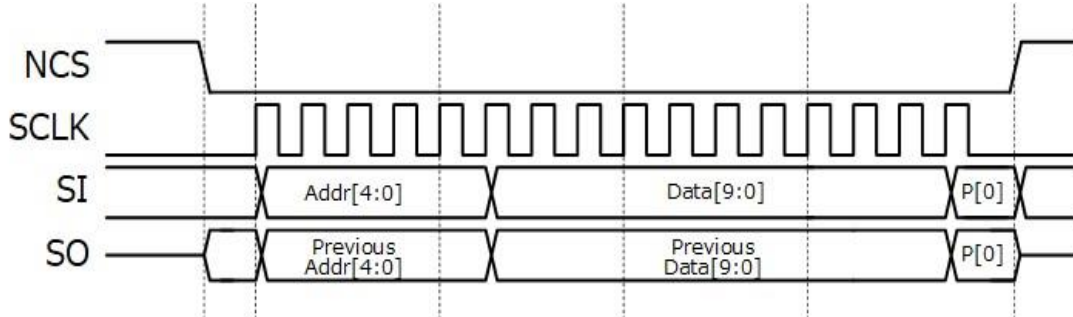 NCS
SCLK
SI
Addr[4:0]
Data[9:0]
P[0]
SO
Previous
Addr[4:0]
Previous
Data[9:0]
P[0]